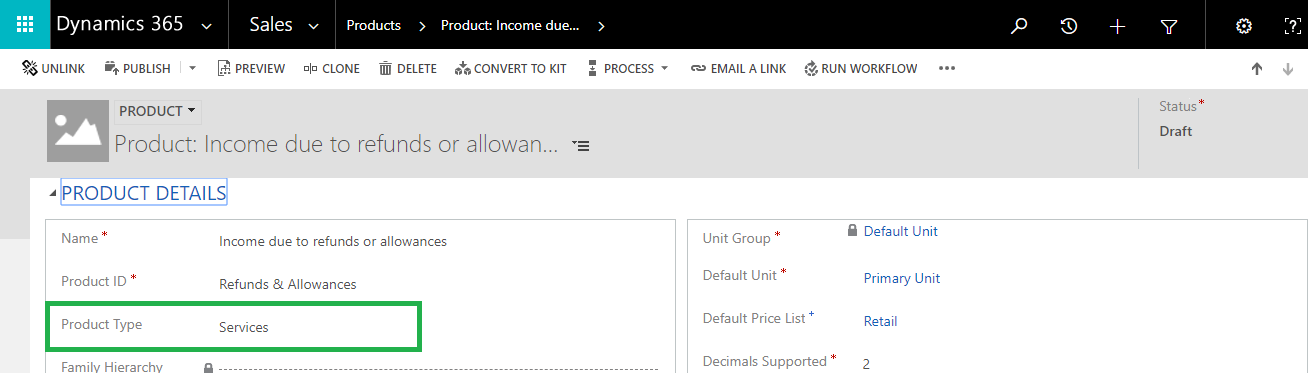 Dynamics 365 Sales Products Product: Income due...
UNLINK PUBLISH PREVIEW CLONE DELETE CONVERT TO KIT PROCESS EMAIL A LINK RUN WORKFLOW •••
PRODUCT
Product: Income due to refunds or allowan...
Status*
Draft
PRODUCT DETAILS
Name * Income due to refunds or allowances
Product ID * Refunds & Allowances
Product Type Services
Family Hierarchy
Unit Group * Default Unit
Default Unit * Primary Unit
Default Price List + Retail
Decimals Supported * 2